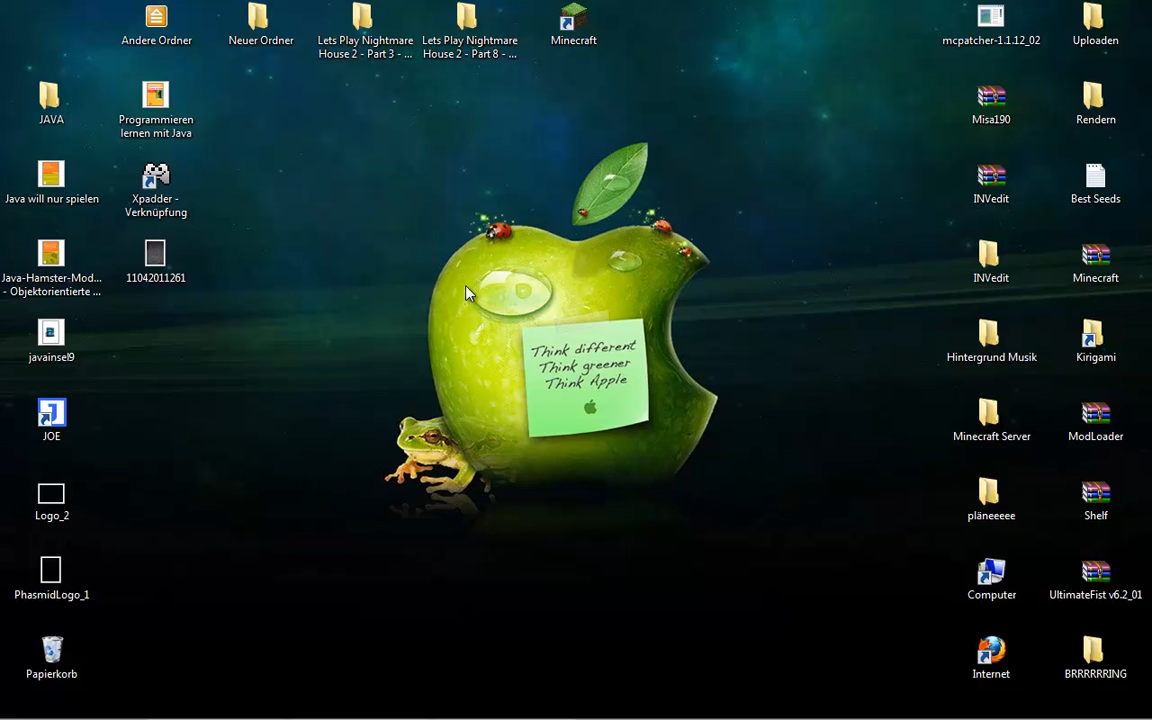 Andere Ordner
Neuer Ordner
Lets Play Nightmare
House 2 - Part 3 - ...
Lets Play Nightmare
House 2 - Part 8 - ...
Minecraft
mcpatcher-1.1.12_02
Uploaden
JAVA
Programmieren
lernen mit Java
Misa190
Rendern
Java will nur spielen
Xpadder -
Verknüpfung
INVedit
Best Seeds
Java-Hamster-Mod...
- Objektorientierte ...
11042011261
INVedit
Minecraft
Think different
Think greener
Think Apple
javainsel9
Hintergrund Musik
Kirigami
JOE
Minecraft Server
ModLoader
Logo_2
pläneeeee
Shelf
PhasmidLogo_1
Computer
UltimateFist v6.2_01
Papierkorb
Internet
BRRRRRRING